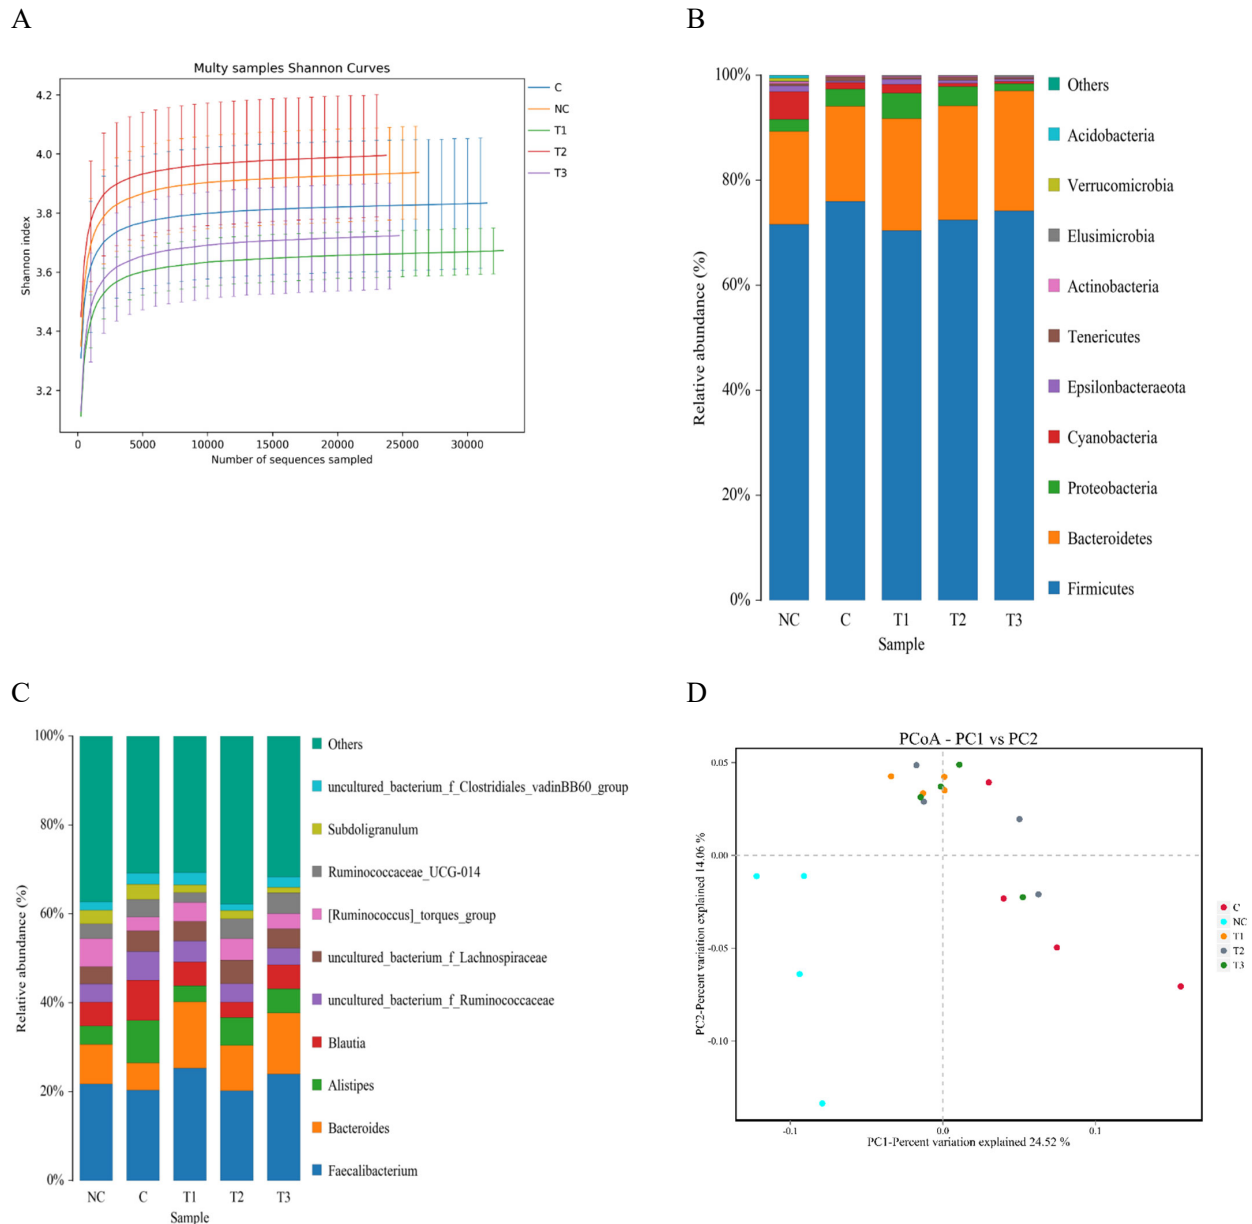 A
Multy samples Shannon Curves
4.2
4.0
3.8
3.6
3.4
3.2
Shannon index
0 5000 10000 15000 20000 25000 30000
Number of sequences sampled
C
NC
T1
T2
T3
B
100%
80%
60%
40%
20%
0%
Relative abundance (%)
NC C T1 T2 T3
Sample
Others
Acidobacteria
Verrucomicrobia
Elusimicrobia
Actinobacteria
Tenericutes
Epsilonbacteraeota
Cyanobacteria
Proteobacteria
Bacteroidetes
Firmicutes
C
100%
80%
60%
40%
20%
0%
Relative abundance (%)
NC C T1 T2 T3
Sample
Others
uncultured_bacterium_f_Clostridiales_vadinBB60_group
Subdoligranulum
Ruminococcaceae_UCG-014
[Ruminococcus]_torques_group
uncultured_bacterium_f_Lachnospiraceae
uncultured_bacterium_f_Ruminococcaceae
Blautia
Alistipes
Bacteroides
Faecalibacterium
D
PCoA - PC1 vs PC2
0.05
0.00
-0.05
-0.10
PC2-Percent variation explained 14.06 %
-0.1 0.0 0.1
PC1-Percent variation explained 24.52 %
C
NC
T1
T2
T3